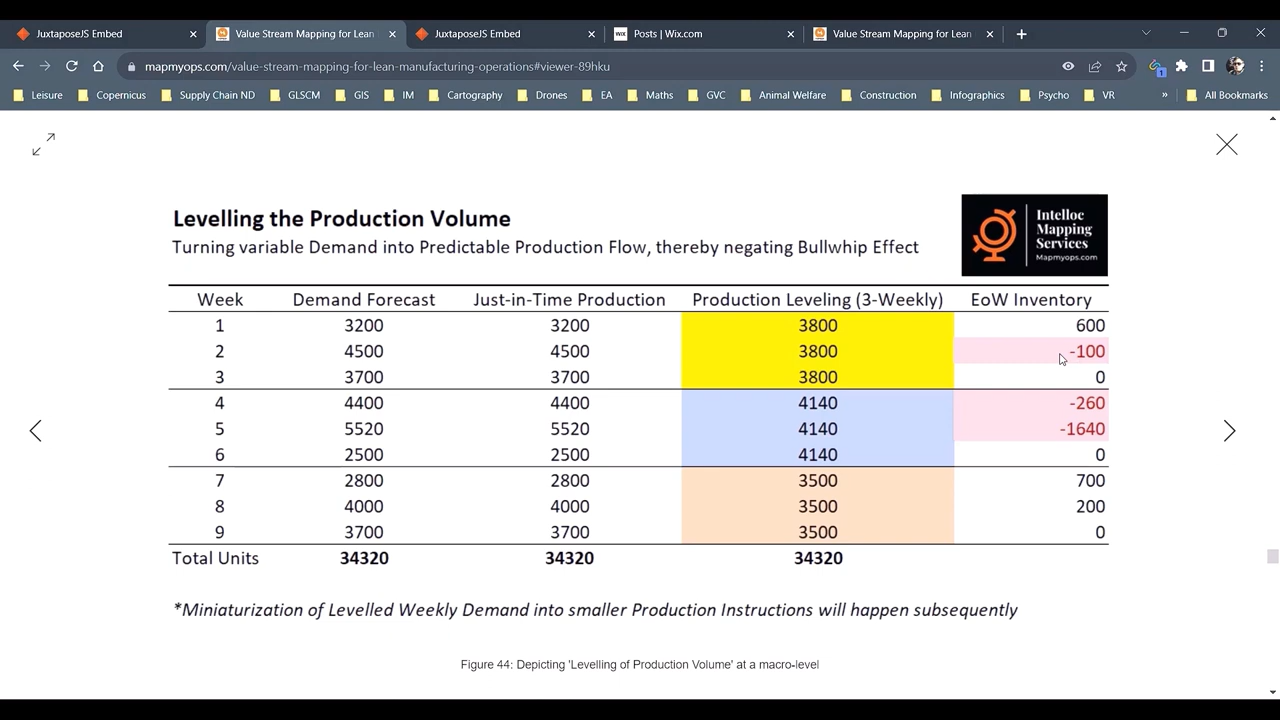 JuxtaposeJS Embed
Value Stream Mapping for Lean
JuxtaposeJS Embed
WIX Posts | Wix.com
Value Stream Mapping for Lean
mapmyops.com/value-stream-mapping-for-lean-manufacturing-operations#viewer-89hku
1
Leisure Copernicus Supply Chain ND GLSCM GIS IM Cartography Drones EA Maths GVC Animal Welfare Construction Infographics Psycho VR » All Bookmarks
Levelling the Production Volume
Turning variable Demand into Predictable Production Flow, thereby negating Bullwhip Effect
Intelloc
Mapping
Services
Mapmyops.com
Week Demand Forecast Just-in-Time Production Production Leveling (3-Weekly) EoW Inventory
1 3200 3200 3800 600
2 4500 4500 3800 -100
3 3700 3700 3800 0
4 4400 4400 4140 -260
5 5520 5520 4140 -1640
6 2500 2500 4140 0
7 2800 2800 3500 700
8 4000 4000 3500 200
9 3700 3700 3500 0
Total Units 34320 34320 34320
*Miniaturization of Levelled Weekly Demand into smaller Production Instructions will happen subsequently
Figure 44: Depicting 'Levelling of Production Volume' at a macro-level